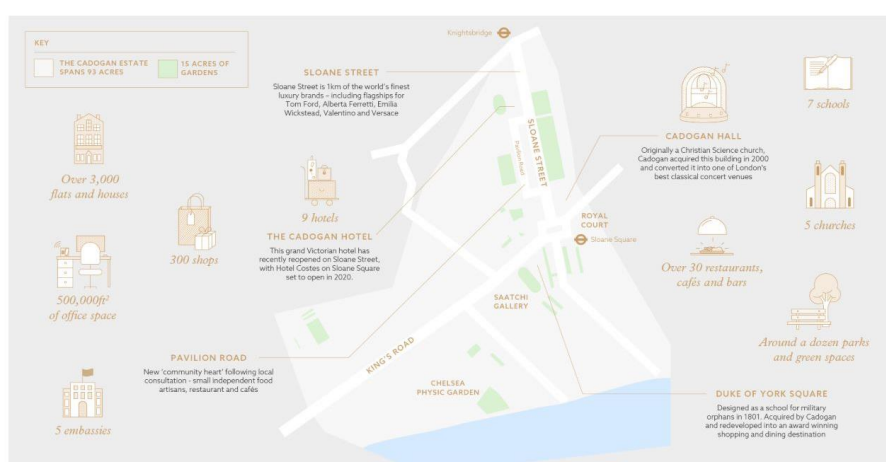 KEY
THE CADOGAN ESTATE
SPANS 93 ACRES
15 ACRES OF
GARDENS
Knightsbridge
SLOANE STREET
Sloane Street is 1km of the world's finest
luxury brands – including flagships for
Tom Ford, Alberta Ferretti, Emilia
Wickstead, Valentino and Versace
SLOANE STREET
Pavilion Road
CADOGAN HALL
Originally a Christian Science church,
Cadogan acquired this building in 2000
and converted it into one of London's
best classical concert venues
7 schools
Over 3,000
flats and houses
9 hotels
THE CADOGAN HOTEL
This grand Victorian hotel has
recently reopened on Sloane Street,
with Hotel Costes on Sloane Square
set to open in 2020.
ROYAL
COURT
Sloane Square
5 churches
300 shops
500,000ft²
of office space
Over 30 restaurants,
cafés and bars
SAATCHI
GALLERY
KING'S ROAD
Around a dozen parks
and green spaces
PAVILION ROAD
New 'community heart' following local
consultation - small independent food
artisans, restaurant and cafés
CHELSEA
PHYSIC GARDEN
5 embassies
DUKE OF YORK SQUARE
Designed as a school for military
orphans in 1801. Acquired by Cadogan
and redeveloped into an award winning
shopping and dining destination